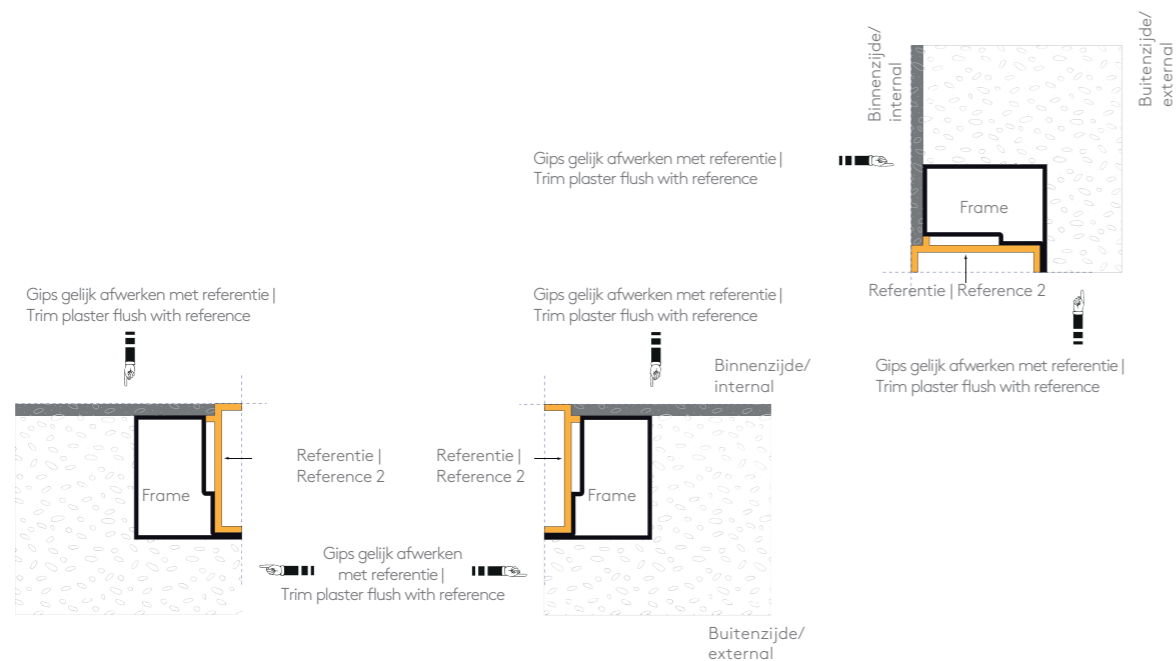 Binnenzijde/
internal
Buitenzijde/
external
Gips gelijk afwerken met referentie |
Trim plaster flush with reference
Frame
Referentie | Reference 2
Gips gelijk afwerken met referentie |
Trim plaster flush with reference
Gips gelijk afwerken met referentie |
Trim plaster flush with reference
Gips gelijk afwerken met referentie |
Trim plaster flush with reference
Binnenzijde/
internal
Referentie |
Reference 2
Referentie |
Reference 2
Frame
Frame
Gips gelijk afwerken
met referentie |
Trim plaster flush with reference
Buitenzijde/
external